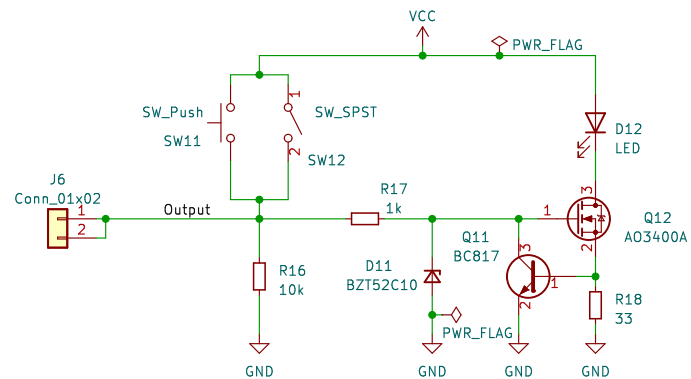 VCC
PWR_FLAG
SW_Push
1
SW_SPST
SW11
2
SW12
D12
LED
J6
Conn_01x02
1
2
Output
R17
1k
1
3
2
Q12
AO3400A
Q11
BC817
3
1
2
R16
10k
D11
BZT52C10
PWR_FLAG
R18
33
GND
GND
GND
GND